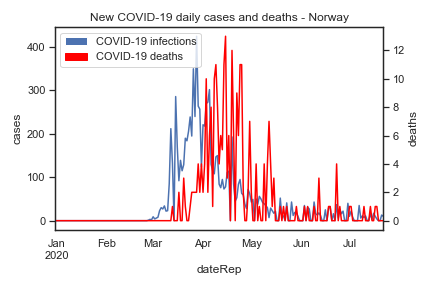 New COVID-19 daily cases and deaths - Norway
COVID-19 infections
COVID-19 deaths
400
300
200
100
0
cases
12
10
8
6
4
2
0
deaths
Jan Feb Mar Apr May Jun Jul
2020
dateRep